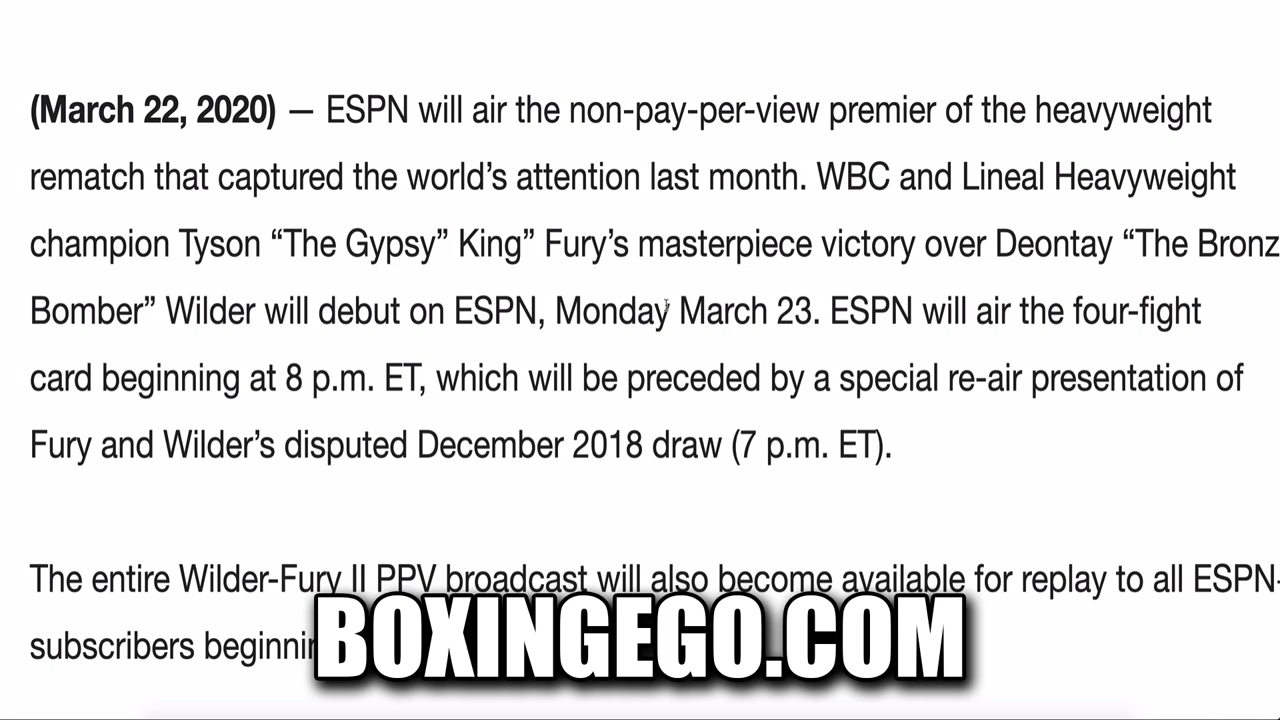 (March 22, 2020) — ESPN will air the non-pay-per-view premier of the heavyweight
rematch that captured the world’s attention last month. WBC and Lineal Heavyweight
champion Tyson “The Gypsy” King” Fury’s masterpiece victory over Deontay “The Bronz
Bomber” Wilder will debut on ESPN, Monday March 23. ESPN will air the four-fight
card beginning at 8 p.m. ET, which will be preceded by a special re-air presentation of
Fury and Wilder’s disputed December 2018 draw (7 p.m. ET).
The entire Wilder-Fury II PPV broadcast will also become available for replay to all ESPN
subscribers
BOXINGEGO.COM